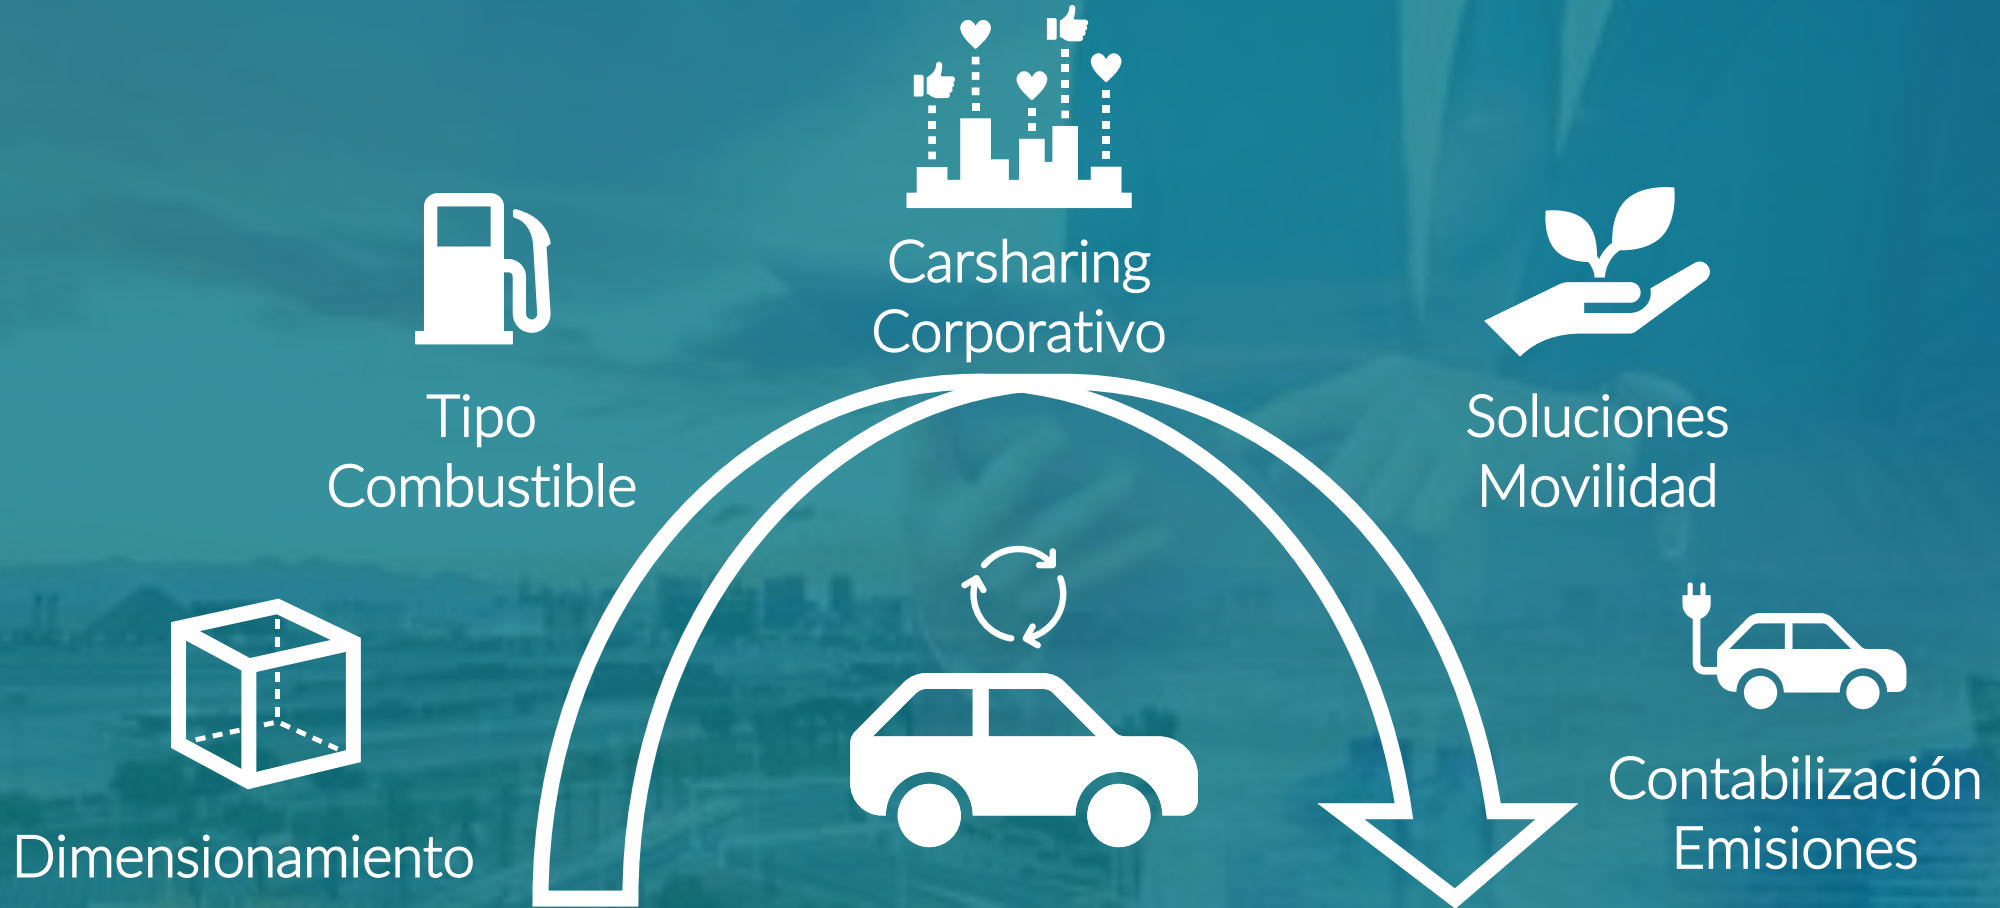 Carsharing
Corporativo
Tipo
Combustible
Soluciones
Movilidad
Dimensionamiento
Contabilización
Emisiones